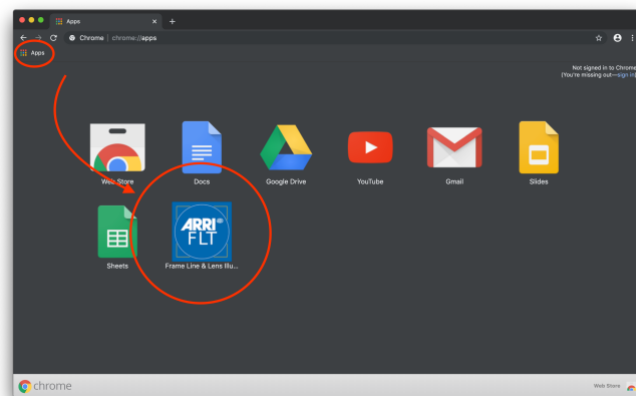 Apps
Chrome | chrome://apps
Apps
Not signed in to Chrome
(You're missing out—sign in)
Web Store
Docs
Google Drive
YouTube
Gmail
Slides
ARRI®
FLT
Sheets
Frame Line & Lens Illu...
chrome
Web Store